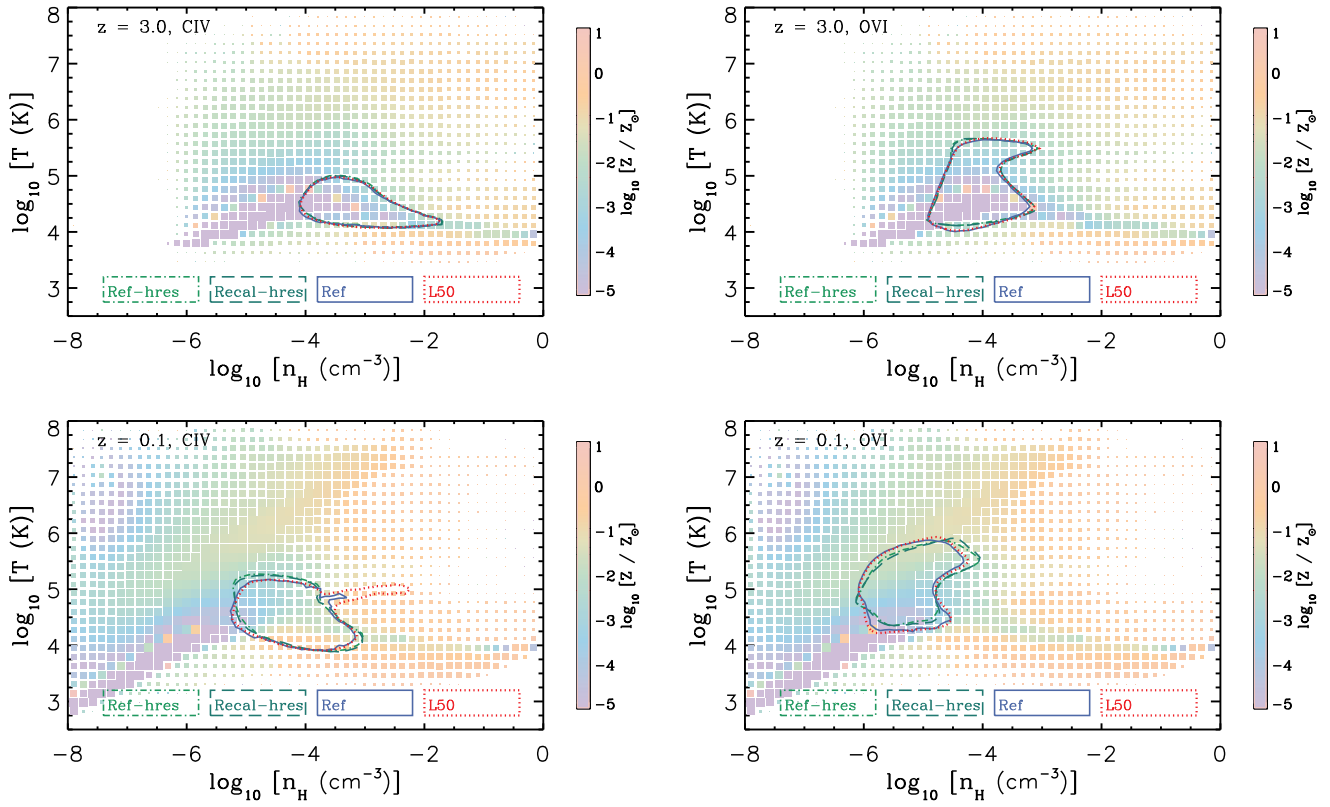 z = 3.0, CIV
log10 [T (K)]
8
7
6
5
4
3
Ref-hres Recal-hres Ref L50
-8 -6 -4 -2 0
log10 [nH (cm−3)]
1
0
-1
-2
-3
-4
-5
log10 [Z / Z⊙]
z = 3.0, OVI
log10 [T (K)]
8
7
6
5
4
3
Ref-hres Recal-hres Ref L50
-8 -6 -4 -2 0
log10 [nH (cm−3)]
1
0
-1
-2
-3
-4
-5
log10 [Z / Z⊙]
z = 0.1, CIV
log10 [T (K)]
8
7
6
5
4
3
Ref-hres Recal-hres Ref L50
-8 -6 -4 -2 0
log10 [nH (cm−3)]
1
0
-1
-2
-3
-4
-5
log10 [Z / Z⊙]
z = 0.1, OVI
log10 [T (K)]
8
7
6
5
4
3
Ref-hres Recal-hres Ref L50
-8 -6 -4 -2 0
log10 [nH (cm−3)]
1
0
-1
-2
-3
-4
-5
log10 [Z / Z⊙]